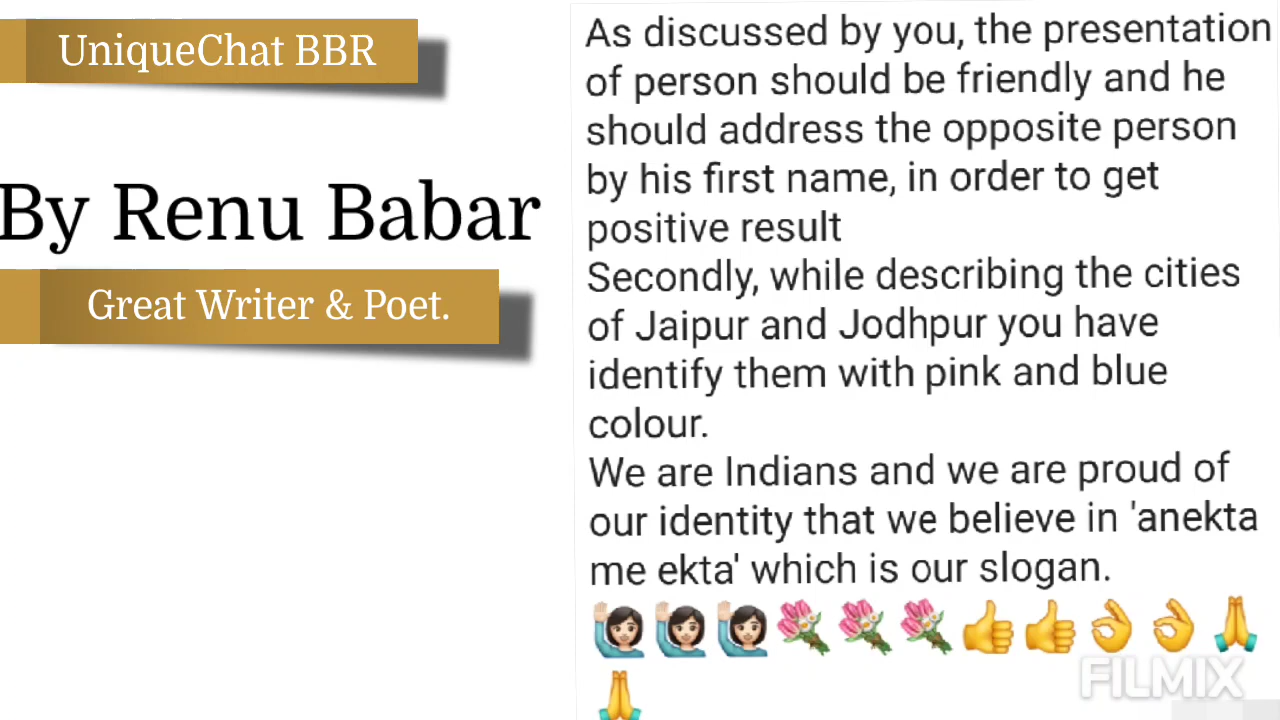 UniqueChat BBR
By Renu Babar
Great Writer & Poet.
As discussed by you, the presentation
of person should be friendly and he
should address the opposite person
by his first name, in order to get
positive result
Secondly, while describing the cities
of Jaipur and Jodhpur you have
identify them with pink and blue
colour.
We are Indians and we are proud of
our identity that we believe in 'anekta
me ekta' which is our slogan.
🙋🏻‍♀️🙋🏻‍♀️🙋🏻‍♀️💐💐💐👍👍👌👌🙏
🙏
FILMIX